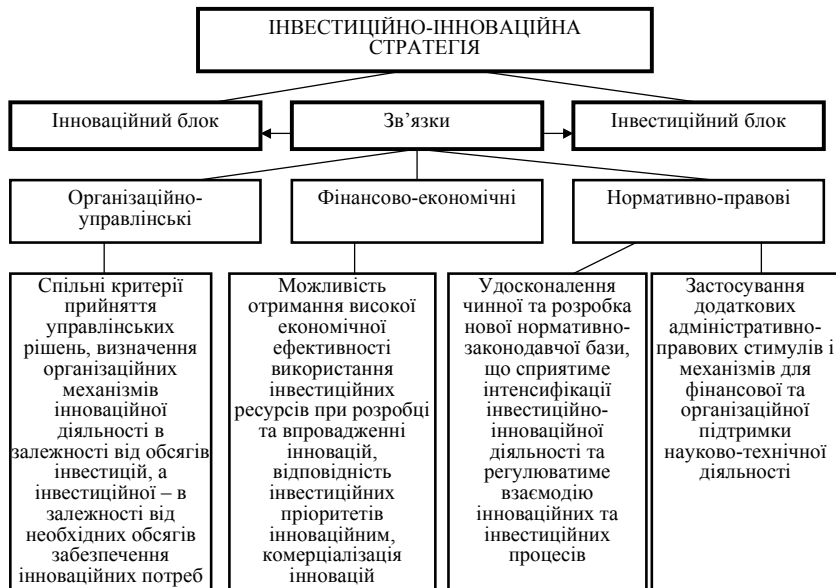 ІНВЕСТИЦІЙНО-ІННОВАЦІЙНА
СТРАТЕГІЯ
Інноваційний блок
Зв’язки
Інвестиційний блок
Організаційно-
управлінські
Фінансово-економічні
Нормативно-правові
Спільні критерії
прийняття
управлінських
рішень, визначення
організаційних
механізмів
інноваційної
діяльності в
залежності від обсягів
інвестицій, а
інвестиційної – в
залежності від
необхідних обсягів
забезпечення
інноваційних потреб
Можливість
отримання високої
економічної
ефективності
використання
інвестиційних
ресурсів при розробці
та впровадженні
інновацій,
відповідність
інвестиційних
пріоритетів
інноваційним,
комерціалізація
інновацій
Удосконалення
чинної та розробка
нової нормативно-
законодавчої бази,
що сприятиме
інтенсифікації
інвестиційно-
інноваційної
діяльності та
регулюватиме
взаємодію
інноваційних та
інвестиційних
процесів
Застосування
додаткових
адміністративно-
правових стимулів і
механізмів для
фінансової та
організаційної
підтримки
науково-технічної
діяльності